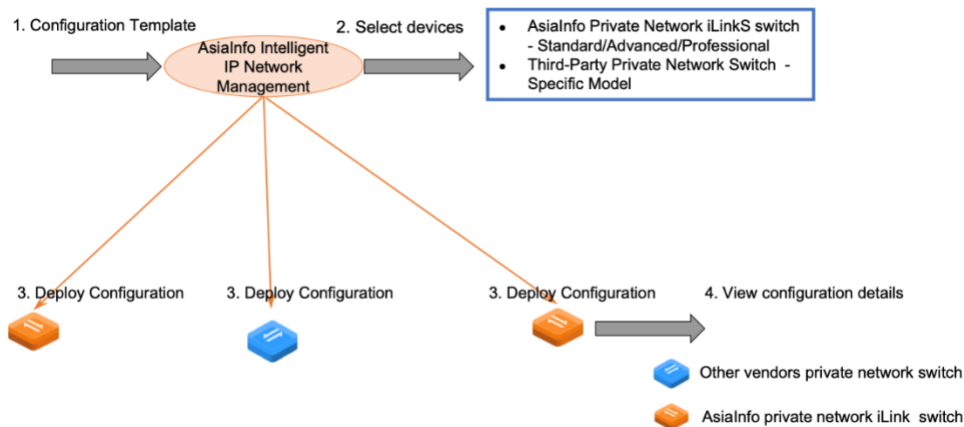 1. Configuration Template
2. Select devices
AsiaInfo Intelligent
IP Network
Management
• AsiaInfo Private Network iLinkS switch
- Standard/Advanced/Professional
• Third-Party Private Network Switch -
Specific Model
3. Deploy Configuration
3. Deploy Configuration
3. Deploy Configuration
4. View configuration details
Other vendors private network switch
AsiaInfo private network iLink switch